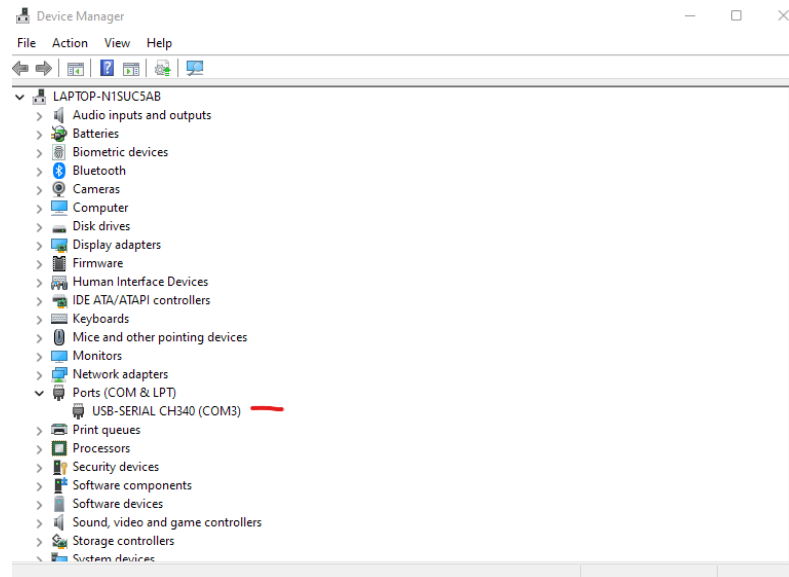 Device Manager
File Action View Help
LAPTOP-N1SUC5AB
Audio inputs and outputs
Batteries
Biometric devices
Bluetooth
Cameras
Computer
Disk drives
Display adapters
Firmware
Human Interface Devices
IDE ATA/ATAPI controllers
Keyboards
Mice and other pointing devices
Monitors
Network adapters
Ports (COM & LPT)
USB-SERIAL CH340 (COM3)
Print queues
Processors
Security devices
Software components
Software devices
Sound, video and game controllers
Storage controllers
System devices